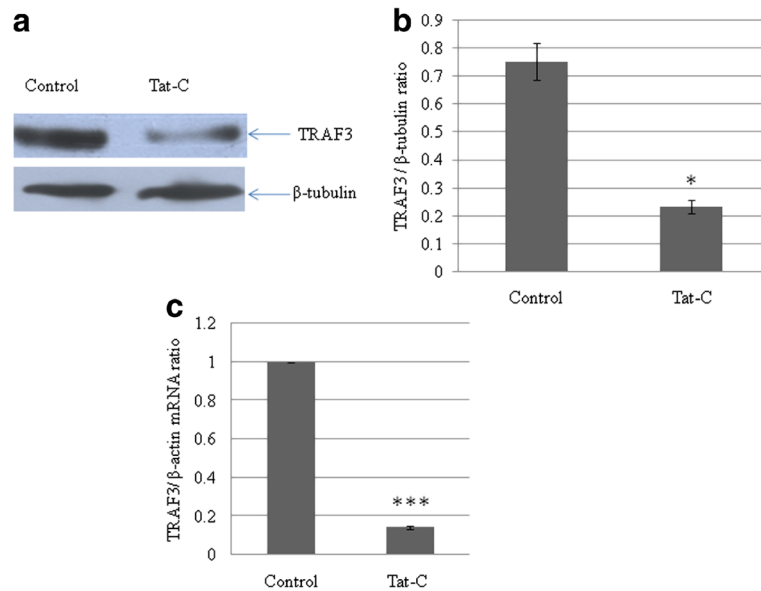 a
Control Tat-C
TRAF3
β-tubulin
b
TRAF3/ β-tubulin ratio
0.9
0.8
0.7
0.6
0.5
0.4
0.3
0.2
0.1
0
*
Control Tat-C
c
TRAF3/ β-actin mRNA ratio
1.2
1
0.8
0.6
0.4
0.2
0
***
Control Tat-C